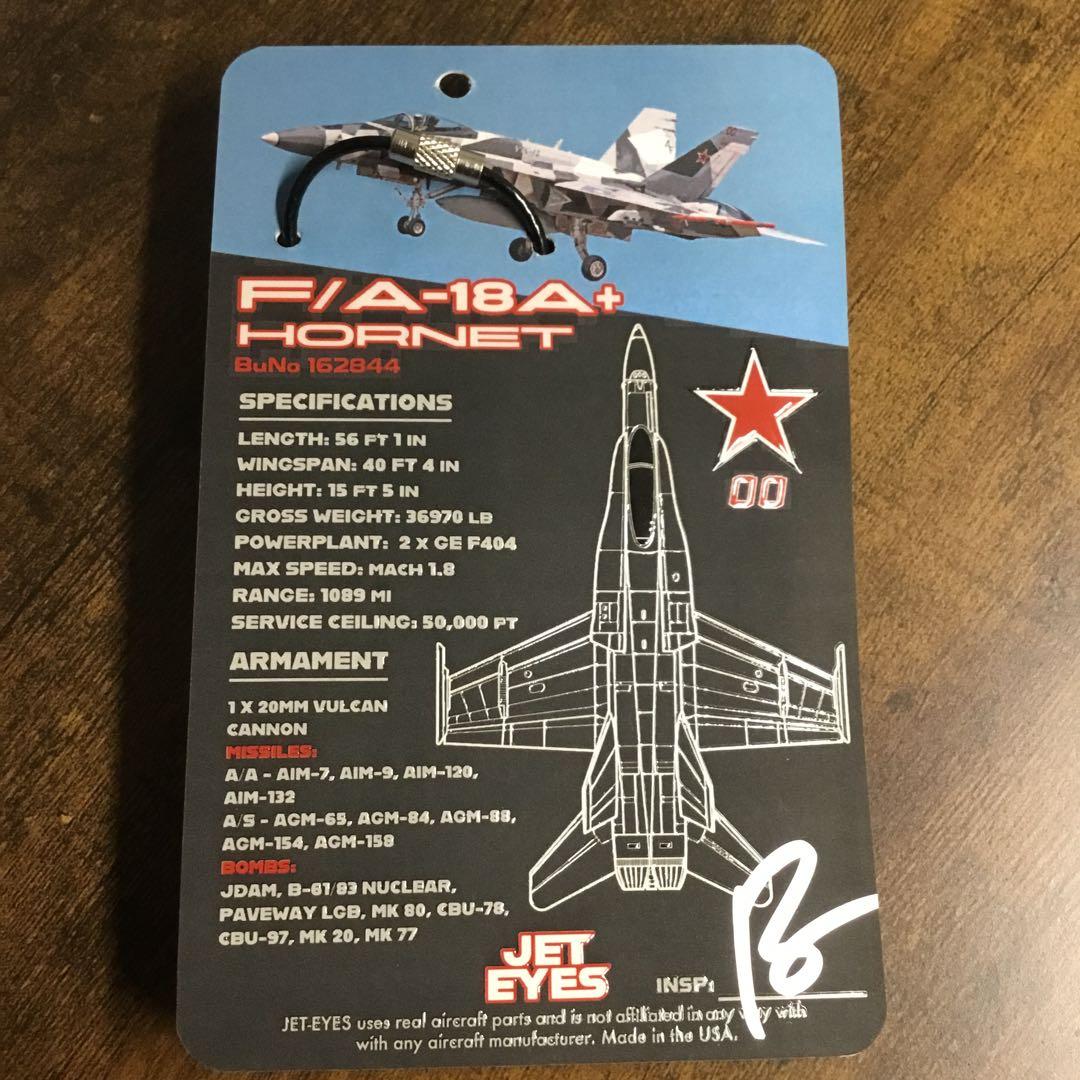 F/A-18A+
HORNET
BuNo 162844
SPECIFICATIONS
LENGTH: 56 FT 1 IN
WINGSPAN: 40 FT 4 IN
HEIGHT: 15 FT 5 IN
GROSS WEIGHT: 36970 LB
POWERPLANT: 2 X GE F404
MAX SPEED: MACH 1.8
RANGE: 1089 MI
SERVICE CEILING: 50,000 FT
00
ARMAMENT
1 X 20MM VULCAN
CANNON
MISSILES:
A/A - AIM-7, AIM-9, AIM-120,
AIM-132
A/S - AGM-65, AGM-84, AGM-88,
AGM-154, AGM-158
BOMBS:
JDAM, B-61/83 NUCLEAR,
PAVEWAY LGB, MK 80, CBU-78,
CBU-97, MK 20, MK 77
JET
EYES
INSP:
JET-EYES uses real aircraft parts and is not affiliated in any way with
with any aircraft manufacturer. Made in the USA.